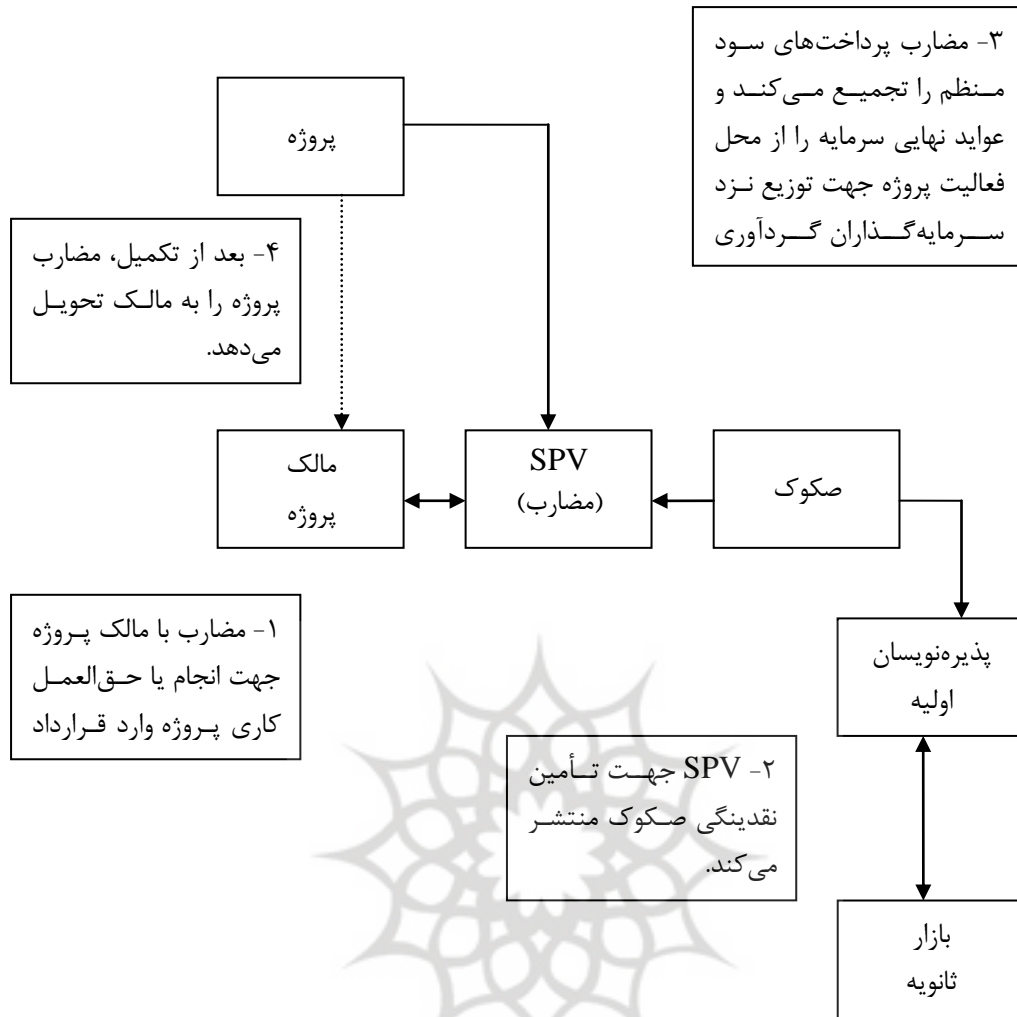 ۳- مضارب پرداخت‌های سود
منظم را تجمیع می‌کند و
عواید نهایی سرمایه را از محل
فعالیت پروژه جهت توزیع نزد
سرمایه‌گذاران گردآوری
پروژه
۴- بعد از تکمیل، مضارب
پروژه را به مالک تحویل
می‌دهد.
مالک
پروژه
SPV
(مضارب)
صکوک
۱- مضارب با مالک پروژه
جهت انجام یا حق‌العمل
کاری پروژه وارد قرارداد
پذیره‌نویسان
اولیه
۲- SPV جهت تأمین
نقدینگی صکوک منتشر
می‌کند.
بازار
ثانویه